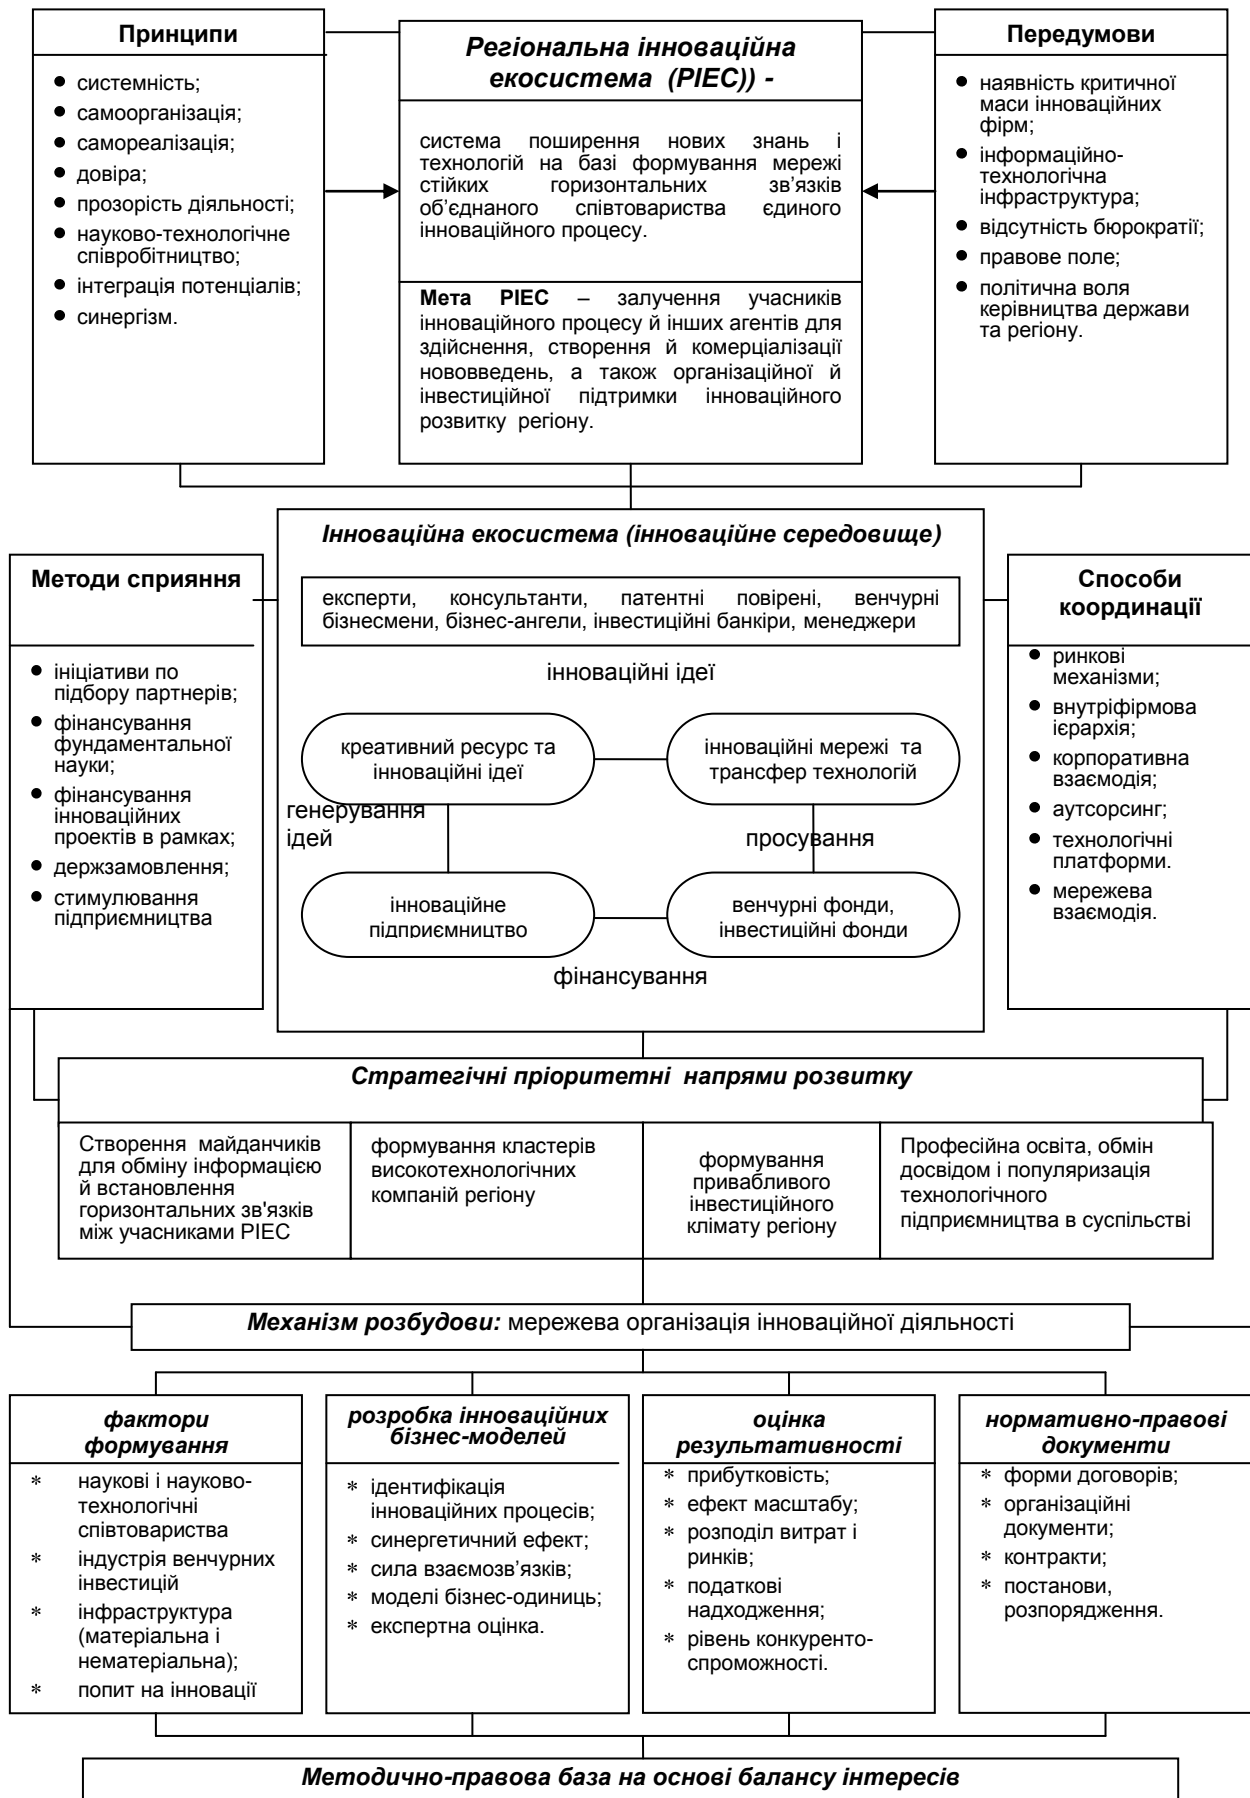 Принципи
системність;
самоорганізація;
самореалізація;
довіра;
прозорість діяльності;
науково-технологічне
співробітництво;
інтеграція потенціалів;
синергізм.
Регіональна інноваційна
екосистема (РІЕС)) -
система поширення нових знань і
технологій на базі формування мережі
стійких горизонтальних зв'язків
об'єднаного співтовариства єдиного
інноваційного процесу.
Мета РІЕС – залучення учасників
інноваційного процесу й інших агентів для
здійснення, створення й комерціалізації
нововведень, а також організаційної й
інвестиційної підтримки інноваційного
розвитку регіону.
Передумови
наявність критичної
маси інноваційних
фірм;
інформаційно-
технологічна
інфраструктура;
відсутність бюрократії;
правове поле;
політична воля
керівництва держави
та регіону.
Методи сприяння
ініціативи по
підбору партнерів;
фінансування
фундаментальної
науки;
фінансування
інноваційних
проектів в рамках;
держзамовлення;
стимулювання
підприємництва
Інноваційна екосистема (інноваційне середовище)
експерти, консультанти, патентні повірені, венчурні
бізнесмени, бізнес-ангели, інвестиційні банкіри, менеджери
інноваційні ідеї
креативний ресурс та
інноваційні ідеї
інноваційні мережі та
трансфер технологій
генерування
ідей
просування
інноваційне
підприємництво
венчурні фонди,
інвестиційні фонди
фінансування
Способи
координації
ринкові
механізми;
внутріфірмова
ієрархія;
корпоративна
взаємодія;
аутсорсинг;
технологічні
платформи.
мережева
взаємодія.
Стратегічні пріоритетні напрями розвитку
Створення майданчиків
для обміну інформацією
й встановлення
горизонтальних зв'язків
між учасниками РІЕС
формування кластерів
високотехнологічних
компаній регіону
формування
привабливого
інвестиційного
клімату регіону
Професійна освіта, обмін
досвідом і популяризація
технологічного
підприємництва в суспільстві
Механізм розбудови: мережева організація інноваційної діяльності
фактори
формування
* наукові і науково-
технологічні
співтовариства
* індустрія венчурних
інвестицій
* інфраструктура
(матеріальна і
нематеріальна);
* попит на інновації
розробка інноваційних
бізнес-моделей
* ідентифікація
інноваційних процесів;
* синергетичний ефект;
* сила взаємозв'язків;
* моделі бізнес-одиниць;
* експертна оцінка.
оцінка
результативності
* прибутковість;
* ефект масштабу;
* розподіл витрат і
ринків;
* податкові
надходження;
* рівень конкуренто-
спроможності.
нормативно-правові
документи
* форми договорів;
* організаційні
документи;
* контракти;
* постанови,
розпорядження.
Методично-правова база на основі балансу інтересів